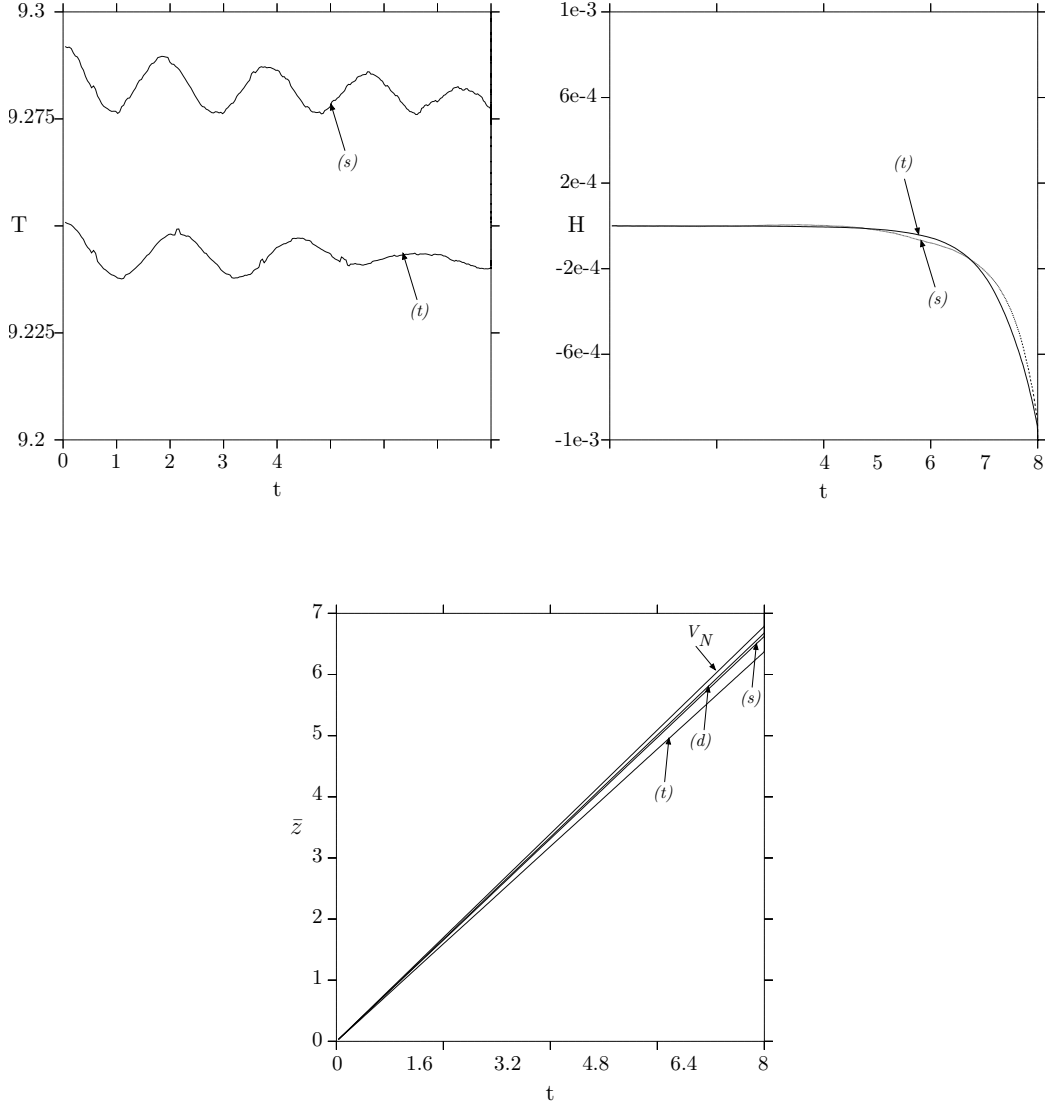 9.3
9.275
T
9.225
9.2
0 1 2 3 4
t
(s)
(t)
1e-3
6e-4
2e-4
H
-2e-4
-6e-4
-1e-3
4 5 6 7 8
t
(t)
(s)
7
6
5
4
z̄
3
2
1
0
0 1.6 3.2 4.8 6.4 8
t
V_N
(s)
(d)
(t)